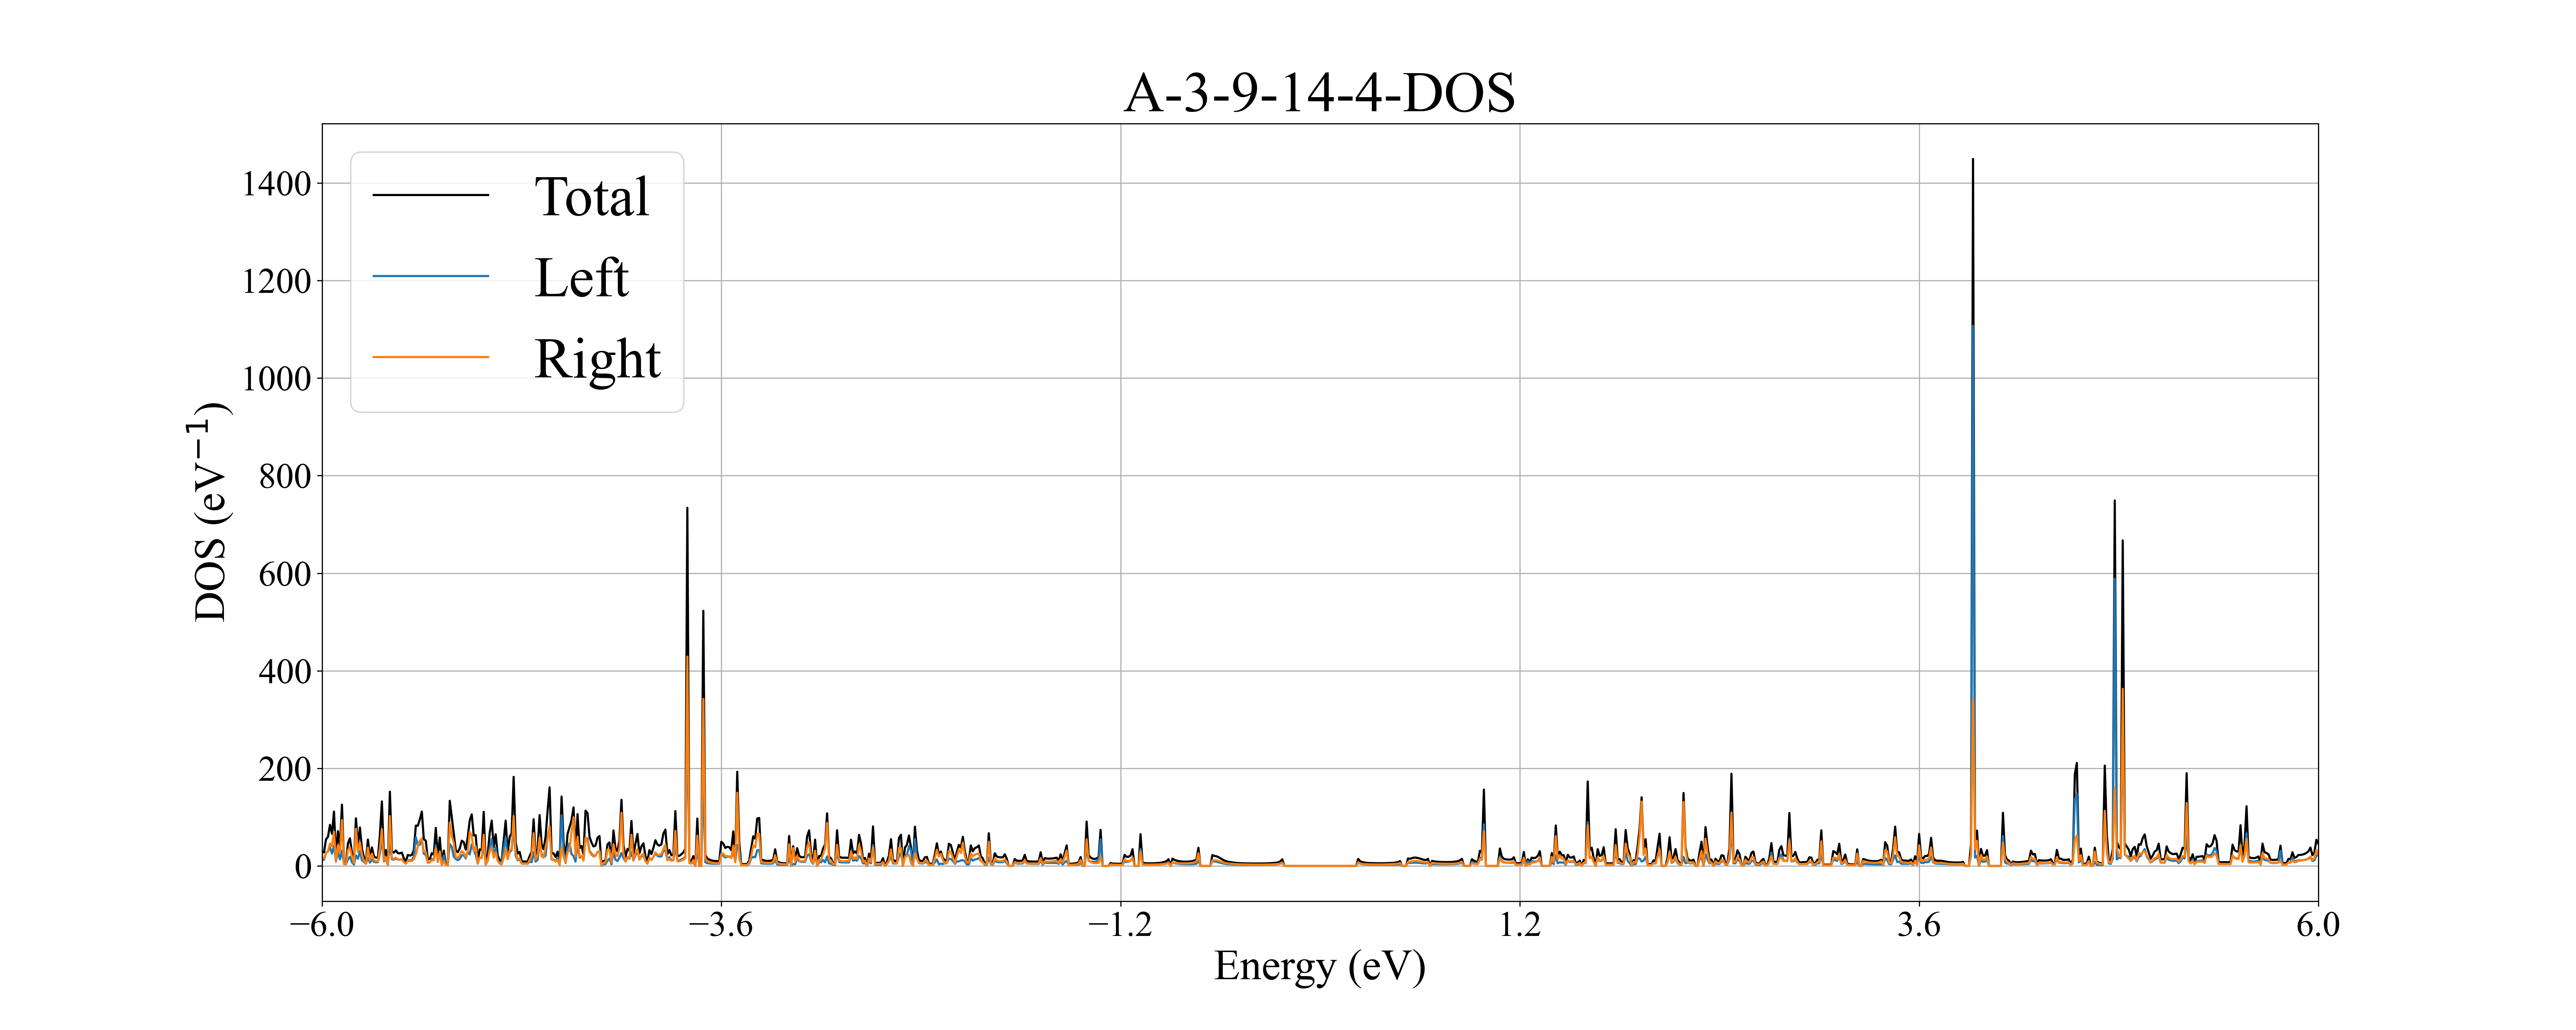 A-3-9-14-4-DOS
Total
Left
Right
1400
1200
1000
800
600
400
200
0
DOS (eV⁻¹)
−6.0 −3.6 −1.2 1.2 3.6 6.0
Energy (eV)